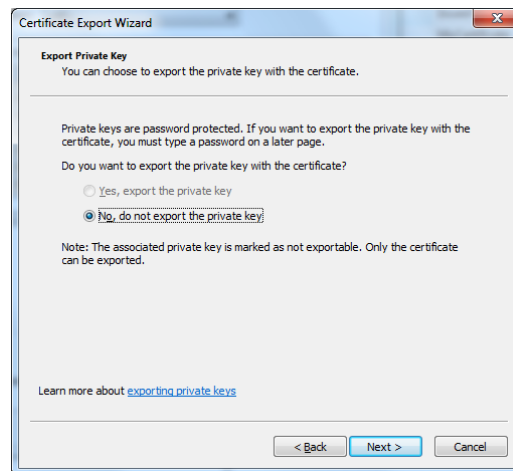 Certificate Export Wizard
Export Private Key
You can choose to export the private key with the certificate.
Private keys are password protected. If you want to export the private key with the
certificate, you must type a password on a later page.
Do you want to export the private key with the certificate?
Yes, export the private key
No, do not export the private key
Note: The associated private key is marked as not exportable. Only the certificate
can be exported.
Learn more about exporting private keys
< Back Next > Cancel